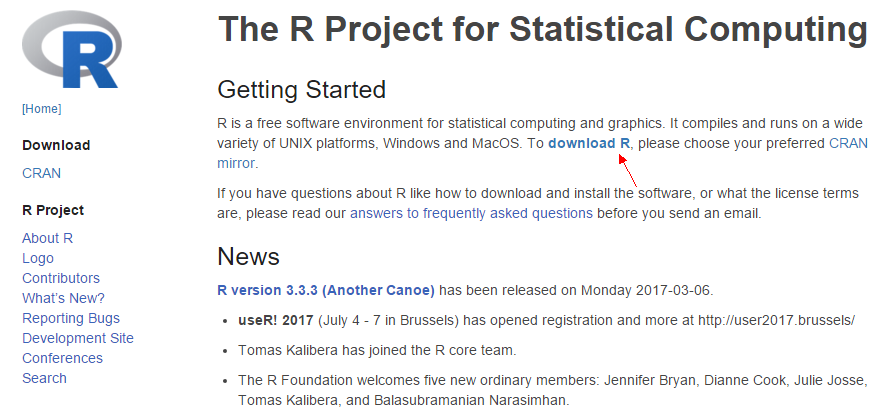 R
The R Project for Statistical Computing
[Home]
Download
CRAN
R Project
About R
Logo
Contributors
What's New?
Reporting Bugs
Development Site
Conferences
Search
Getting Started
R is a free software environment for statistical computing and graphics. It compiles and runs on a wide
variety of UNIX platforms, Windows and MacOS. To download R, please choose your preferred CRAN
mirror.
If you have questions about R like how to download and install the software, or what the license terms
are, please read our answers to frequently asked questions before you send an email.
News
R version 3.3.3 (Another Canoe) has been released on Monday 2017-03-06.
• useR! 2017 (July 4 - 7 in Brussels) has opened registration and more at http://user2017.brussels/
• Tomas Kalibera has joined the R core team.
• The R Foundation welcomes five new ordinary members: Jennifer Bryan, Dianne Cook, Julie Josse,
Tomas Kalibera, and Balasubramanian Narasimhan.